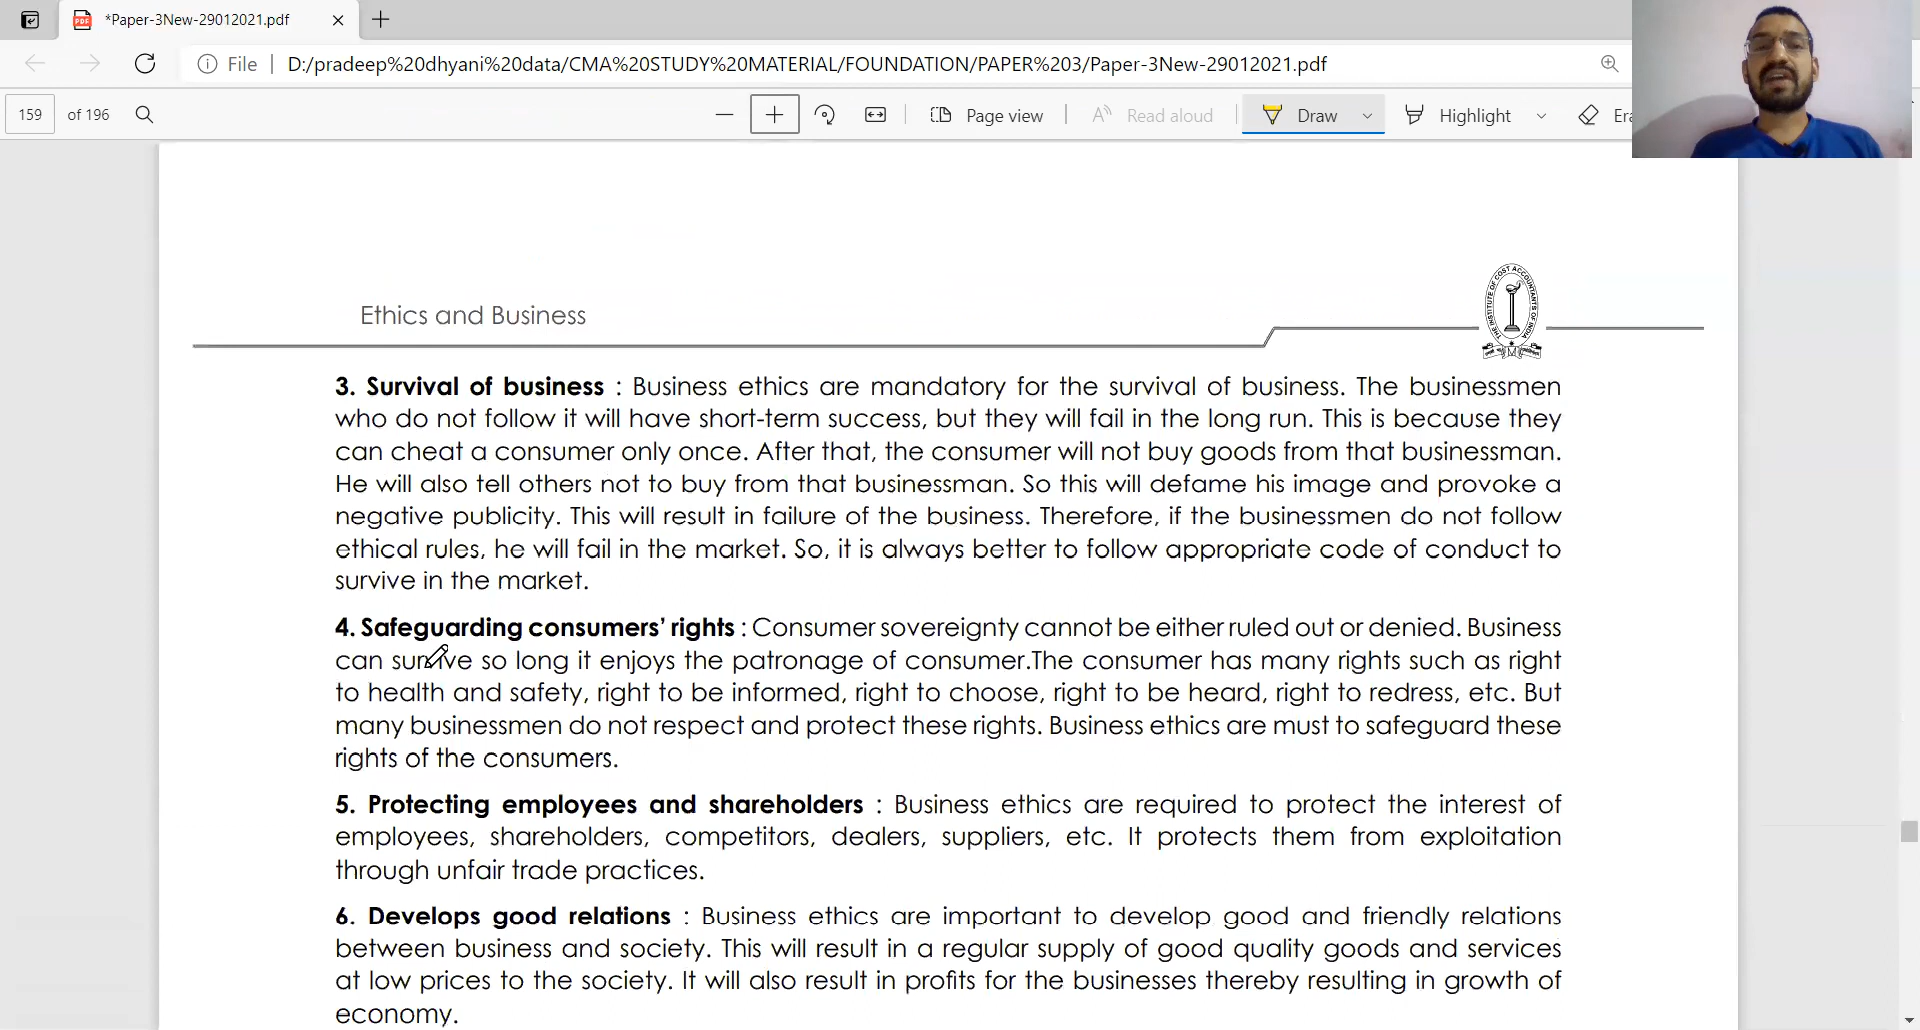 *Paper-3New-29012021.pdf
File | D:/pradeep%20dhyani%20data/CMA%20STUDY%20MATERIAL/FOUNDATION/PAPER%203/Paper-3New-29012021.pdf
159 of 196 Page view Read aloud Draw Highlight
Ethics and Business
THE INSTITUTE OF COST ACCOUNTANTS OF INDIA
3. Survival of business : Business ethics are mandatory for the survival of business. The businessmen
who do not follow it will have short-term success, but they will fail in the long run. This is because they
can cheat a consumer only once. After that, the consumer will not buy goods from that businessman.
He will also tell others not to buy from that businessman. So this will defame his image and provoke a
negative publicity. This will result in failure of the business. Therefore, if the businessmen do not follow
ethical rules, he will fail in the market. So, it is always better to follow appropriate code of conduct to
survive in the market.
4. Safeguarding consumers’ rights : Consumer sovereignty cannot be either ruled out or denied. Business
can survive so long it enjoys the patronage of consumer.The consumer has many rights such as right
to health and safety, right to be informed, right to choose, right to be heard, right to redress, etc. But
many businessmen do not respect and protect these rights. Business ethics are must to safeguard these
rights of the consumers.
5. Protecting employees and shareholders : Business ethics are required to protect the interest of
employees, shareholders, competitors, dealers, suppliers, etc. It protects them from exploitation
through unfair trade practices.
6. Develops good relations : Business ethics are important to develop good and friendly relations
between business and society. This will result in a regular supply of good quality goods and services
at low prices to the society. It will also result in profits for the businesses thereby resulting in growth of
economy.